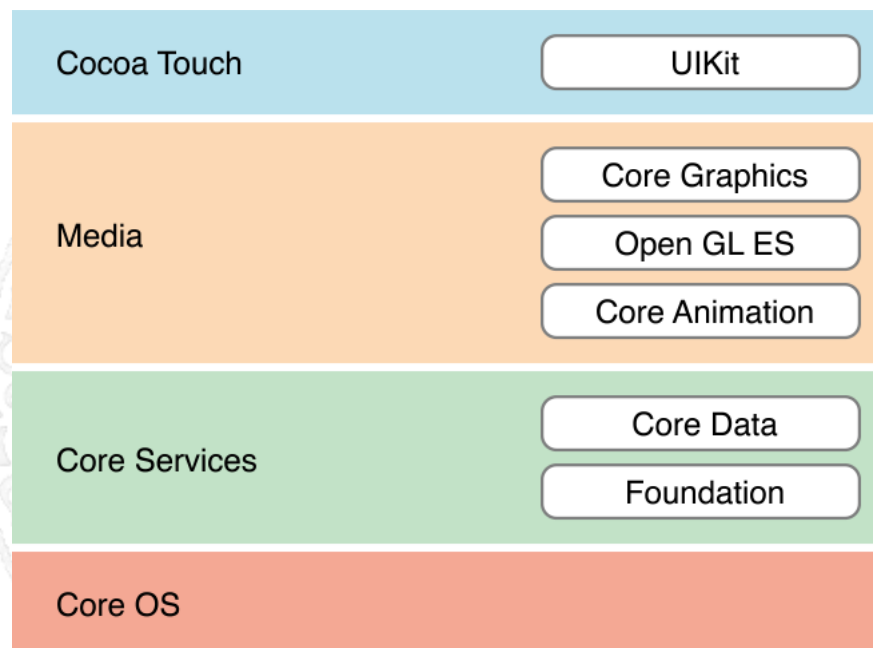 Cocoa Touch
UIKit
Media
Core Graphics
Open GL ES
Core Animation
Core Services
Core Data
Foundation
Core OS